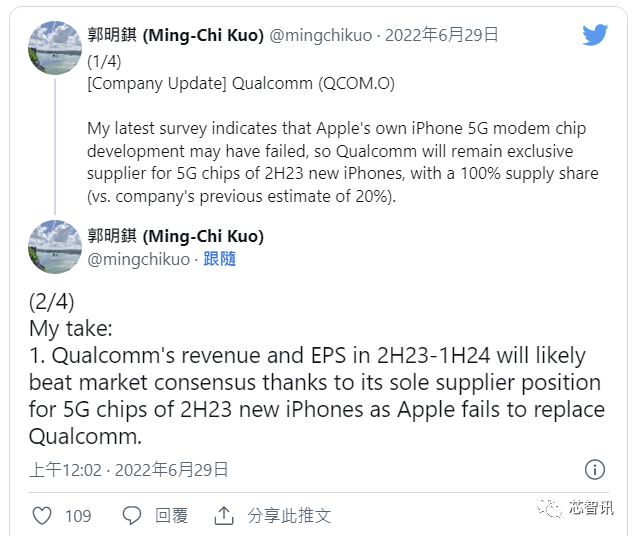 郭明錤 (Ming-Chi Kuo) @mingchikuo · 2022年6月29日
(1/4)
[Company Update] Qualcomm (QCOM.O)
My latest survey indicates that Apple's own iPhone 5G modem chip
development may have failed, so Qualcomm will remain exclusive
supplier for 5G chips of 2H23 new iPhones, with a 100% supply share
(vs. company's previous estimate of 20%).
郭明錤 (Ming-Chi Kuo)
@mingchikuo · 跟隨
(2/4)
My take:
1. Qualcomm's revenue and EPS in 2H23-1H24 will likely
beat market consensus thanks to its sole supplier position
for 5G chips of 2H23 new iPhones as Apple fails to replace
Qualcomm.
上午12:02 · 2022年6月29日
109 回覆 分享此推文
芯智讯